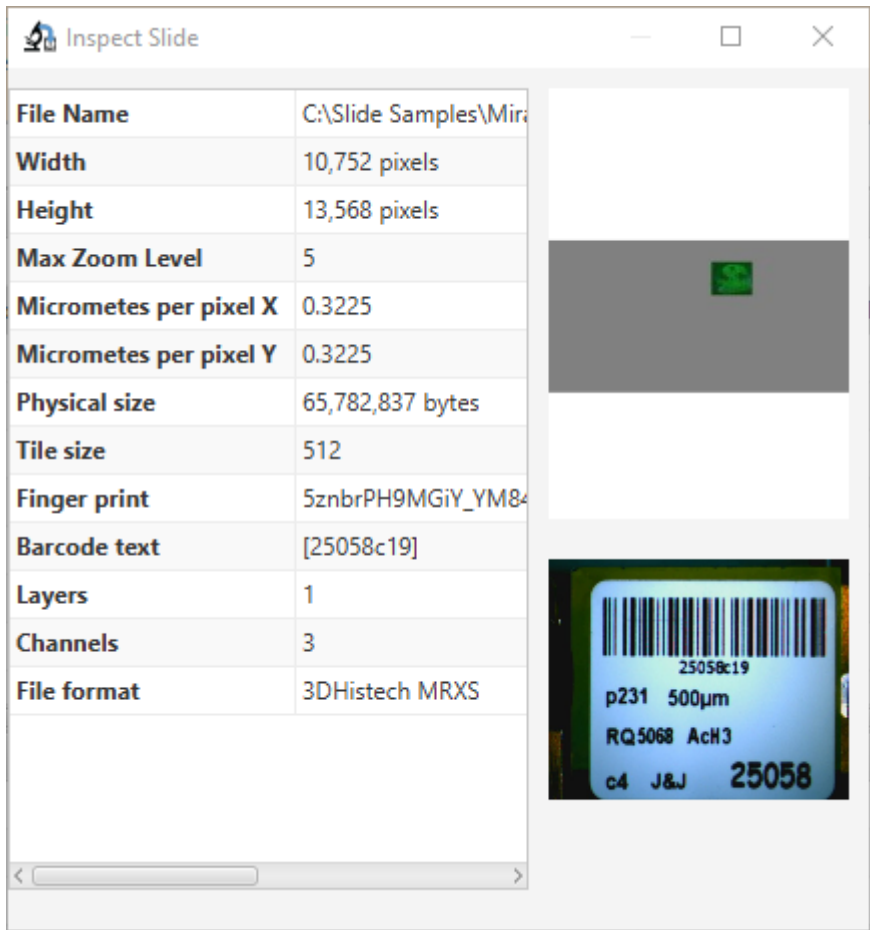 Inspect Slide
File Name C:\Slide Samples\Mira
Width 10,752 pixels
Height 13,568 pixels
Max Zoom Level 5
Micrometes per pixel X 0.3225
Micrometes per pixel Y 0.3225
Physical size 65,782,837 bytes
Tile size 512
Finger print 5znbrPH9MGiY_YM84
Barcode text [25058c19]
Layers 1
Channels 3
File format 3DHistech MRXS
25058c19
p231 500μm
RQ5068 AcH3
c4 J&J 25058